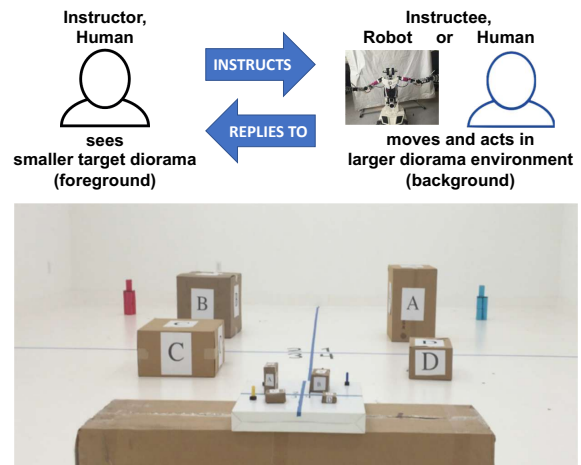 Instructor, Human
INSTRUCTS
Instructee,
Robot or Human
REPLIES TO
sees
smaller target diorama
(foreground)
moves and acts in
larger diorama environment
(background)
B
A
C
D